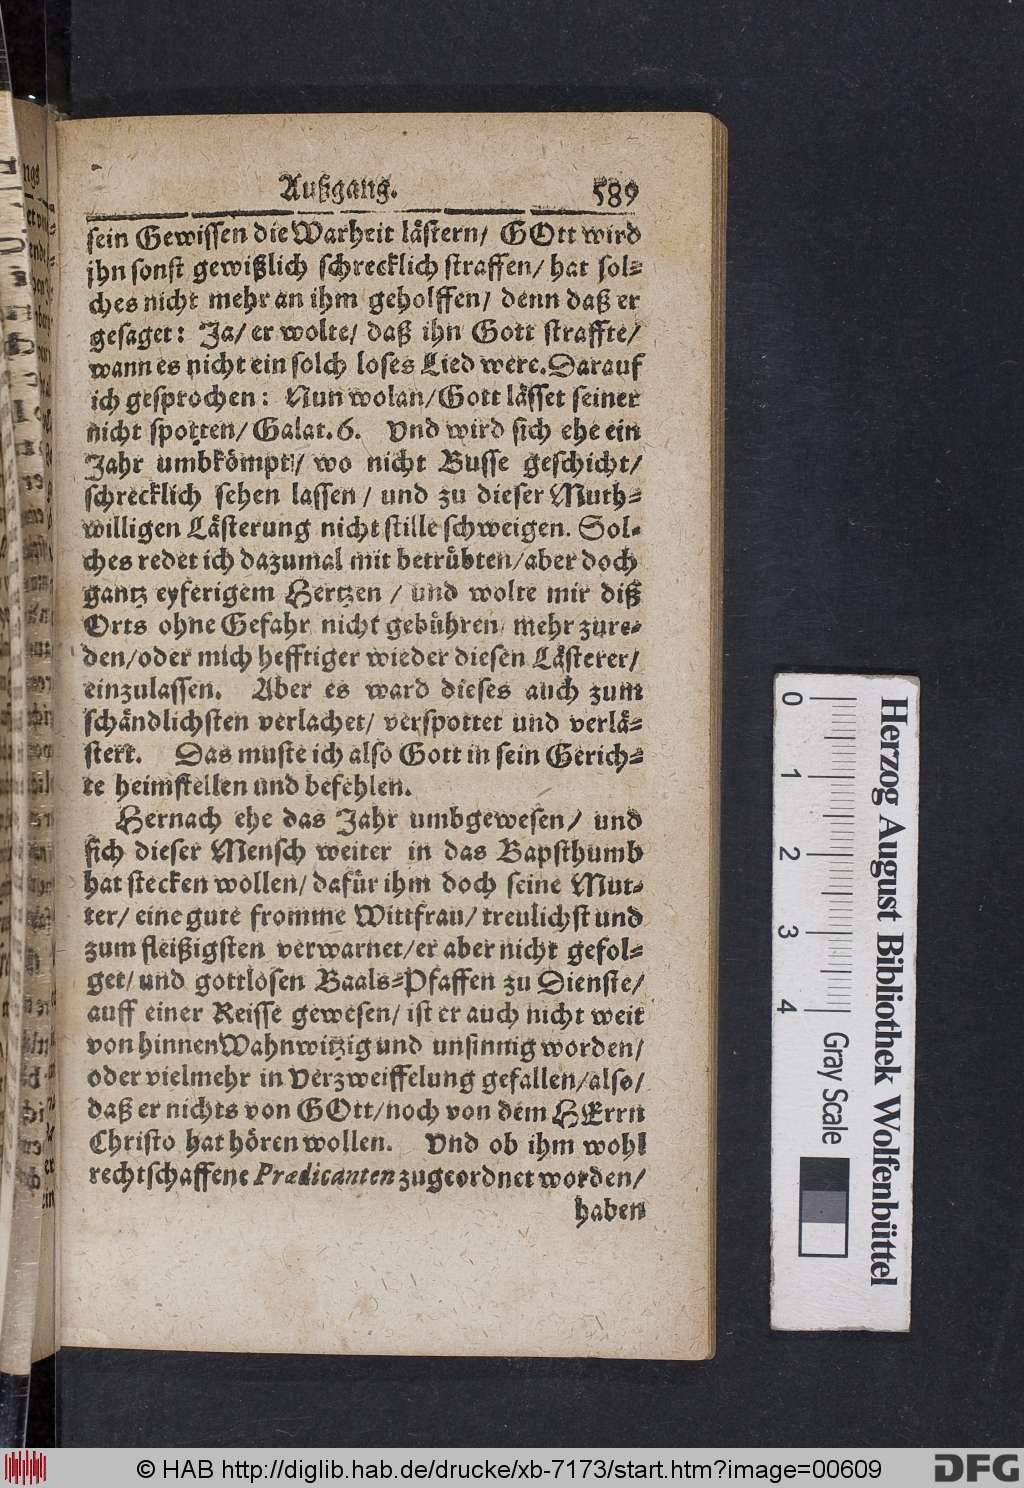 Außgang. 589
sein Gewissen die Warheit lästern/ GOtt wird
jhn sonst gewißlich schrecklich straffen/ hat sol=
ches nicht mehr an ihm geholffen/ denn daß er
gesaget: Ja/ er wolte/ daß ihn Gott straffte/
wann es nicht ein solch loses Lied were. Darauf
ich gesprochen: Nun wolan/ Gott lässet seiner
nicht spotten/ Galat. 6. Vnd wird sich ehe ein
Jahr umbkömpt/ wo nicht Busse geschicht/
schrecklich sehen lassen/ und zu dieser Muth=
willigen Lästerung nicht stille schweigen. Sol=
ches redet ich dazumal mit betrübten/ aber doch
gantz eyferigem Hertzen / und wolte mir diß
Orts ohne Gefahr nicht gebühren mehr zu re=
den/ oder mich hefftiger wieder diesen Lästerer/
einzulassen. Aber es ward dieses auch zum
schändlichsten verlachet/ verspottet und verlä=
stert. Das muste ich also Gott in sein Gerich=
te heimstellen und befehlen.
Hernach ehe das Jahr umbgewesen/ und
sich dieser Mensch weiter in das Bapsthumb
hat stecken wollen/ dafür ihm doch seine Mut=
ter/ eine gute fromme Wittfrau/ treulichst und
zum fleißigsten verwarnet/ er aber nicht gefol=
get/ und gottlosen Baals=Pfaffen zu Dienste/
auff einer Reisse gewesen/ ist er auch nicht weit
von hinnen Wahnwitzig und unsinnig worden/
oder vielmehr in Verzweiffelung gefallen/ also/
daß er nichts von GOtt/ noch von dem HErrn
Christo hat hören wollen. Vnd ob ihm wohl
rechtschaffene Prædicanten zugeordnet worden/
haben
0 1 2 3 4 Gray Scale
Herzog August Bibliothek Wolfenbüttel
© HAB http://diglib.hab.de/drucke/xb-7173/start.htm?image=00609
DFG